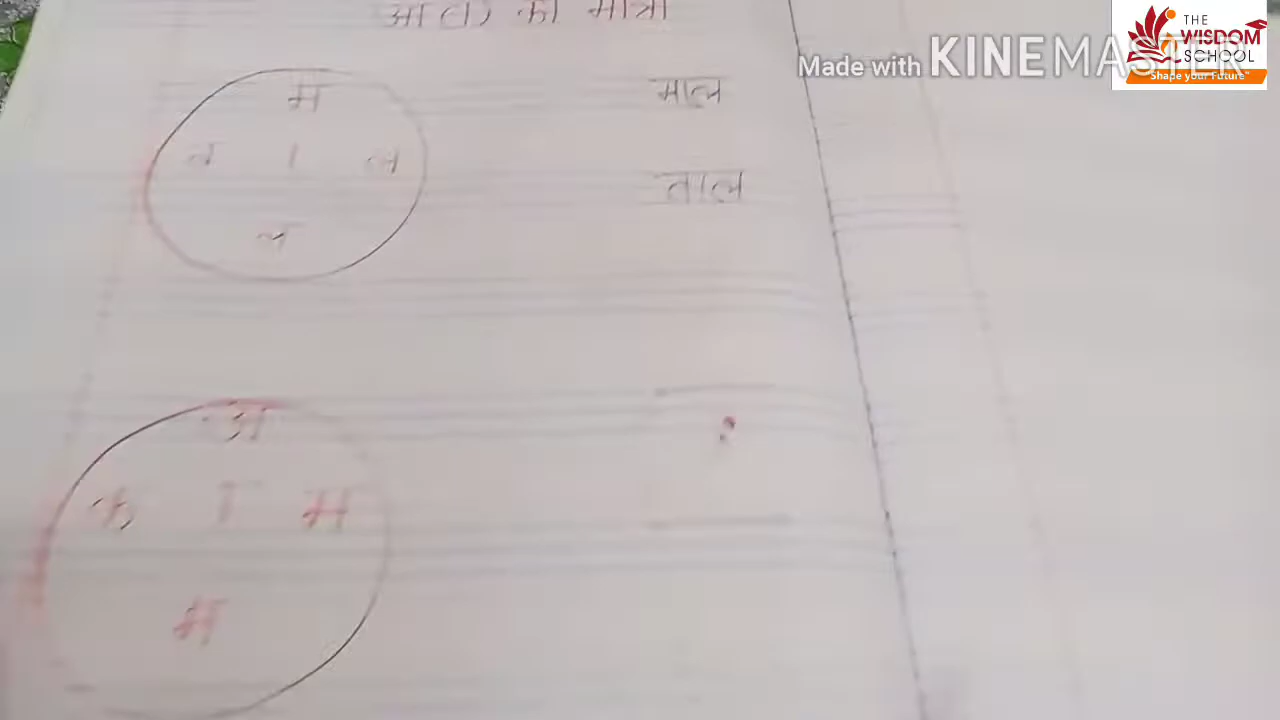 आ(ा) की मात्रा
THE
WISDOM
SCHOOL
"Shape your Future"
Made with KINEMASTER
म
त ा ल
ल
माल
ताल
क ा म
म